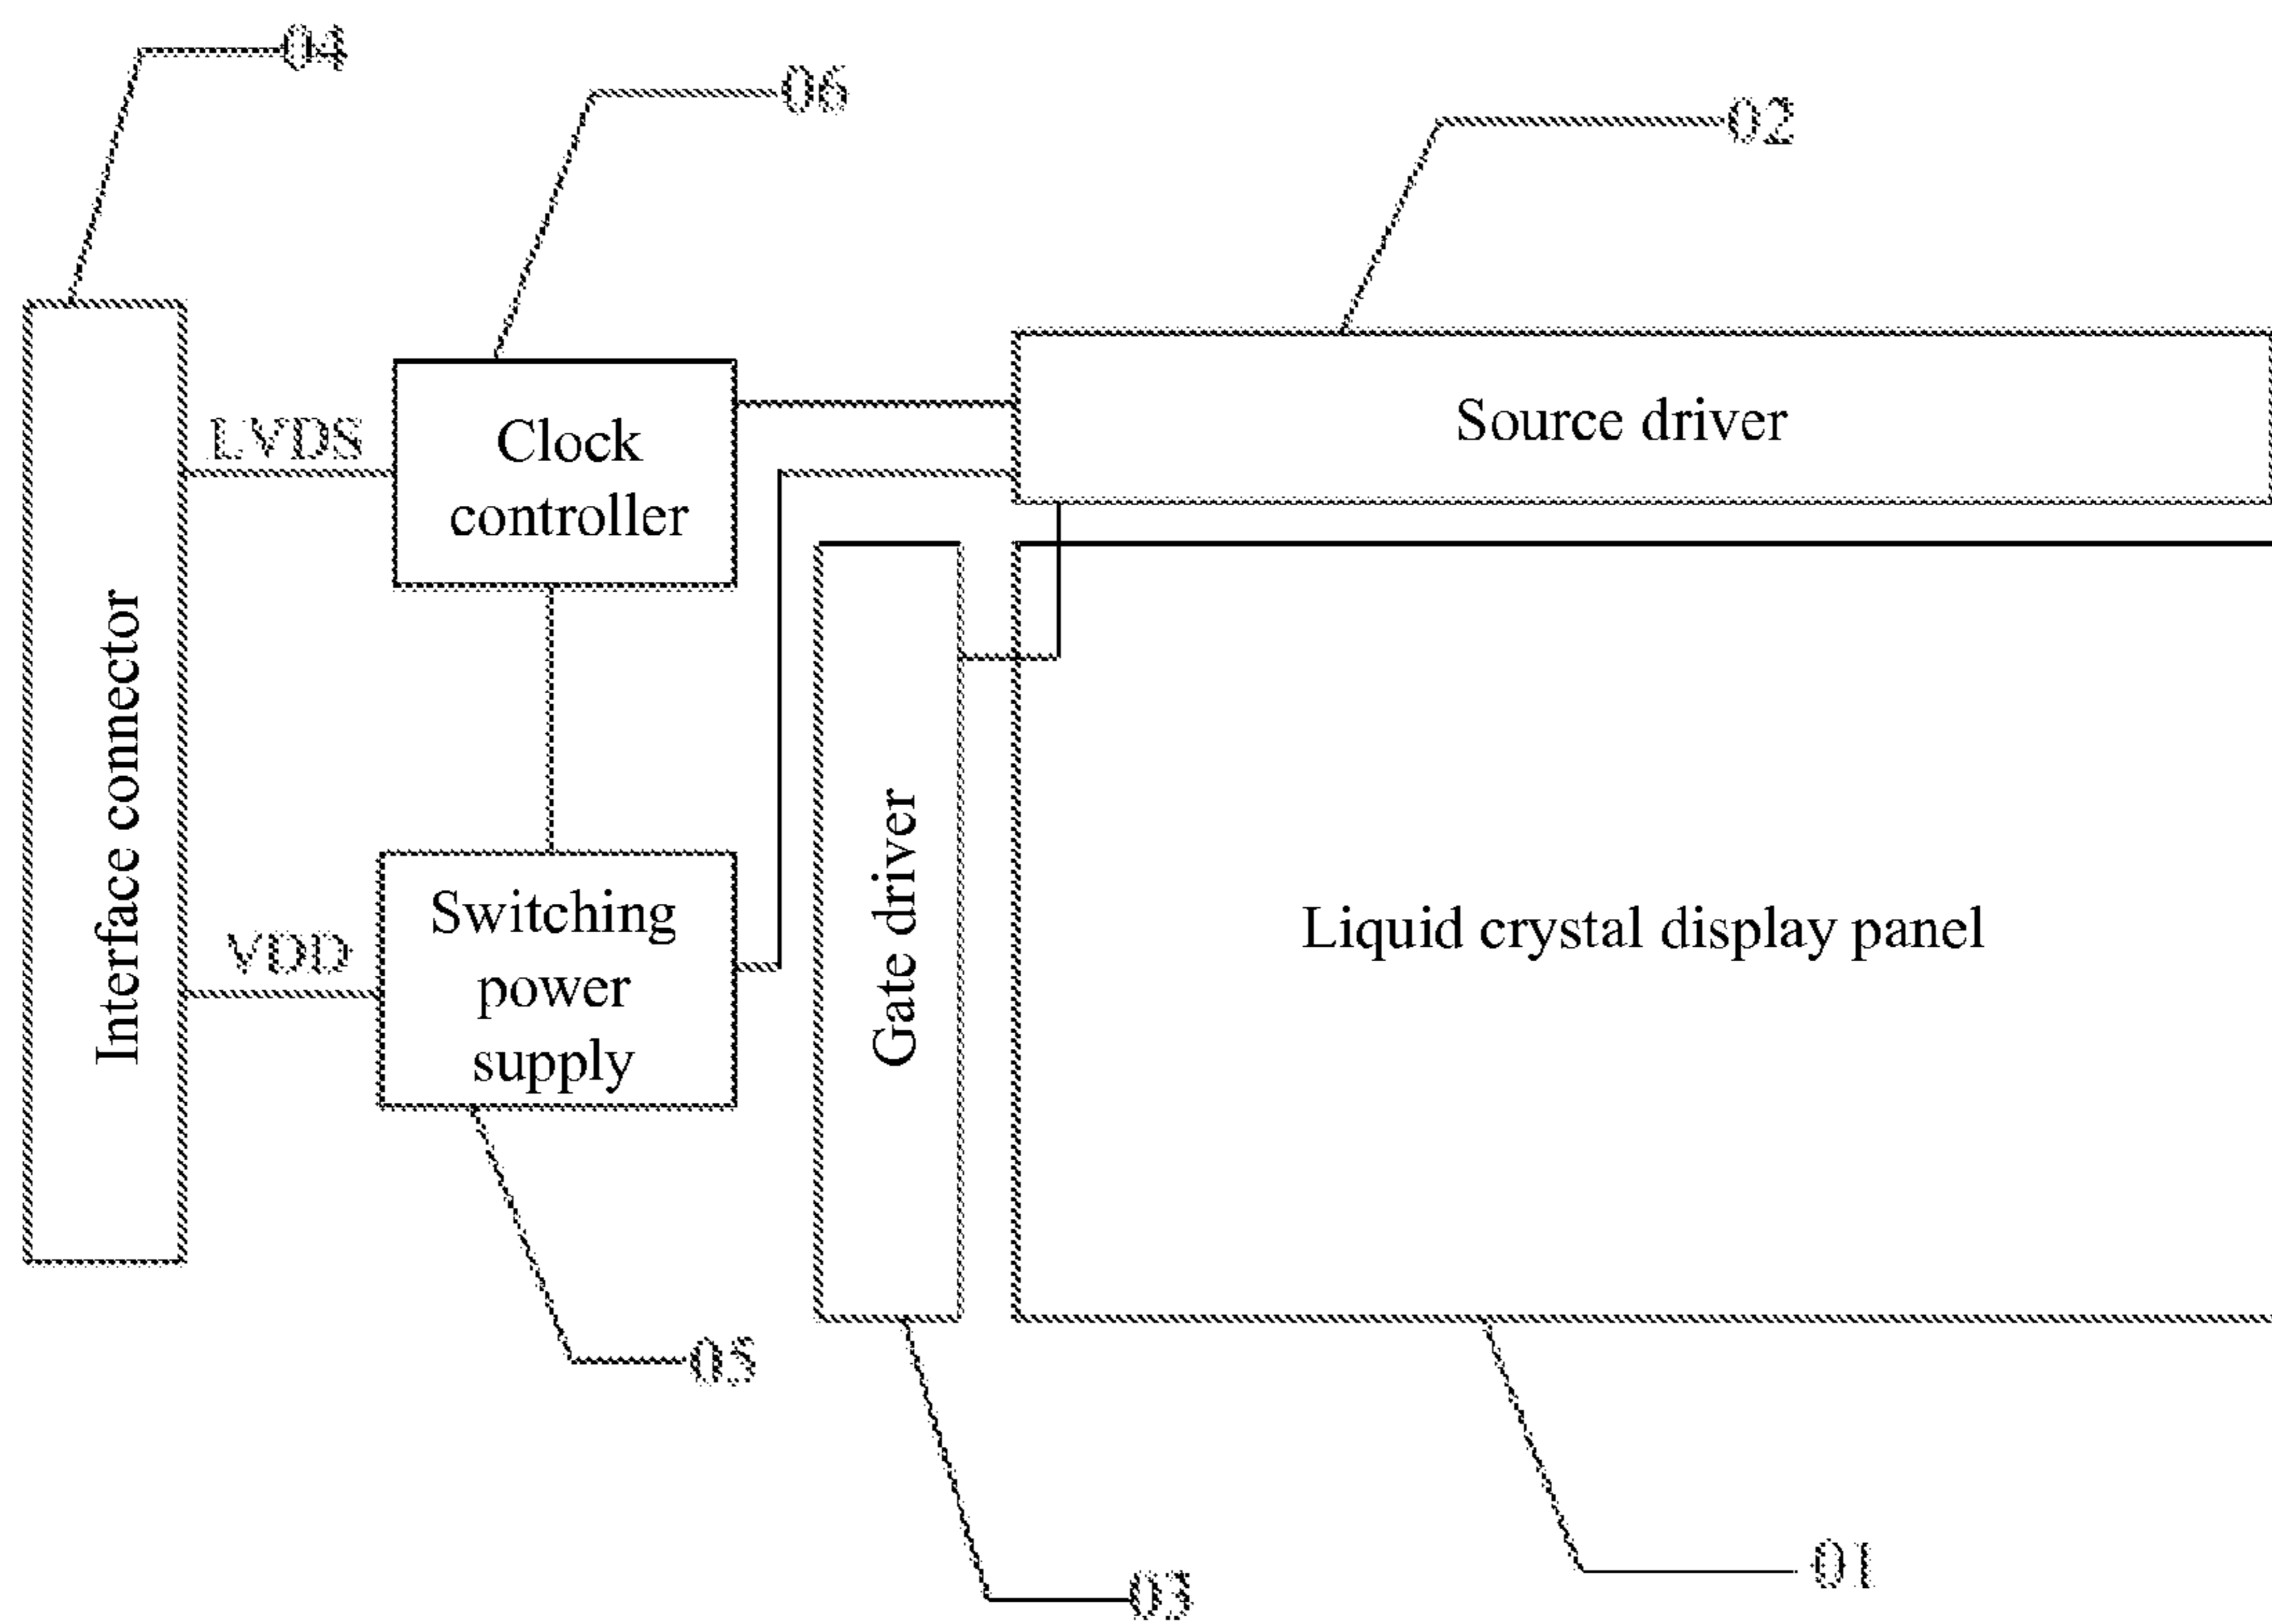 04
06
02
LVDS
Clock
controller
Source driver
Interface connector
VDD
Switching
power
supply
Gate driver
Liquid crystal display panel
05
03
01